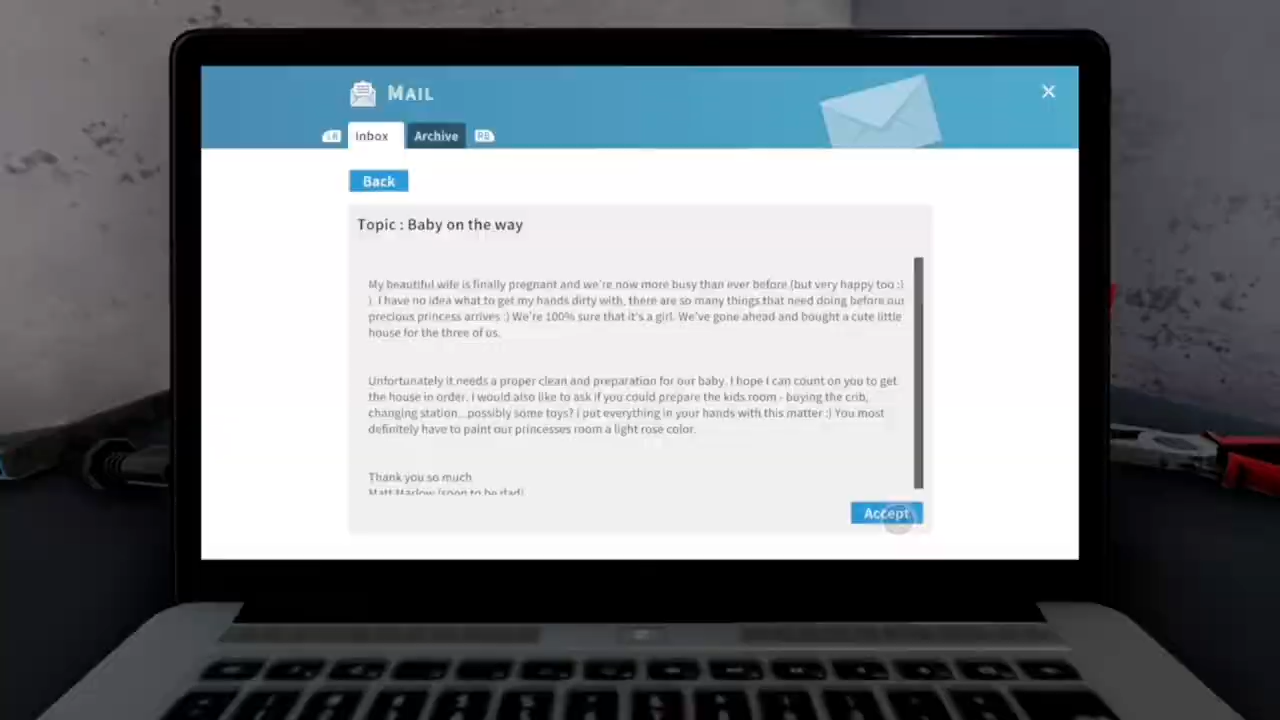 MAIL
LB Inbox Archive RB
Back
Topic : Baby on the way
My beautiful wife is finally pregnant and we're now more busy than ever before (but very happy too :)
). I have no idea what to get my hands dirty with, there are so many things that need doing before our
precious princess arrives :) We're 100% sure that it's a girl. We've gone ahead and bought a cute little
house for the three of us.
Unfortunately it needs a proper clean and preparation for our baby. I hope I can count on you to get
the house in order. I would also like to ask if you could prepare the kids room - buying the crib,
changing station...possibly some toys? I put everything in your hands with this matter :) You most
definitely have to paint our princesses room a light rose color.
Thank you so much
Matt Harlow (soon to be dad)
Accept